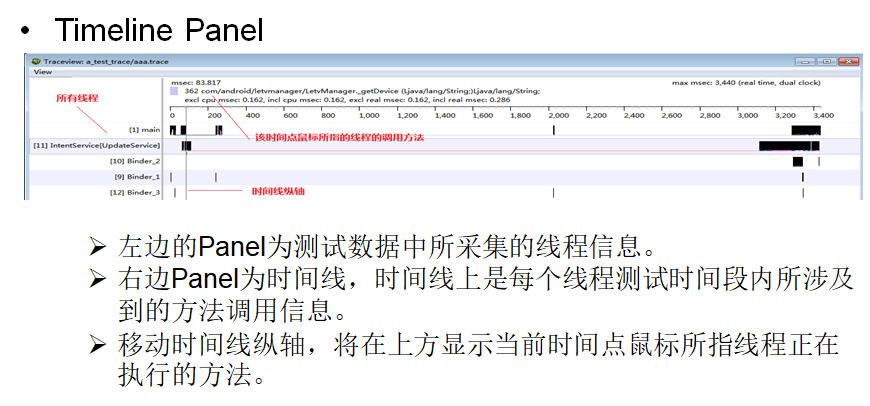 • Timeline Panel
Traceview: a_test_trace/aaa.trace
View
msec: 83.817
max msec: 3,440 (real time, dual clock)
362 com/android/letvmanager/LetvManager._getDevice (Ljava/lang/String;)Ljava/lang/String;
excl cpu msec: 0.162, incl cpu msec: 0.162, excl real msec: 0.162, incl real msec: 0.286
所有线程
0 200 400 600 800 1,000 1,200 1,400 1,600 1,800 2,000 2,200 2,400 2,600 2,800 3,000 3,200 3,400
[1] main
该时间点鼠标所指的线程的调用方法
[11] IntentService[UpdateService]
[10] Binder_2
[9] Binder_1
[12] Binder_3
时间线纵轴
➢ 左边的Panel为测试数据中所采集的线程信息。
➢ 右边Panel为时间线，时间线上是每个线程测试时间段内所涉及
到的方法调用信息。
➢ 移动时间线纵轴，将在上方显示当前时间点鼠标所指线程正在
执行的方法。